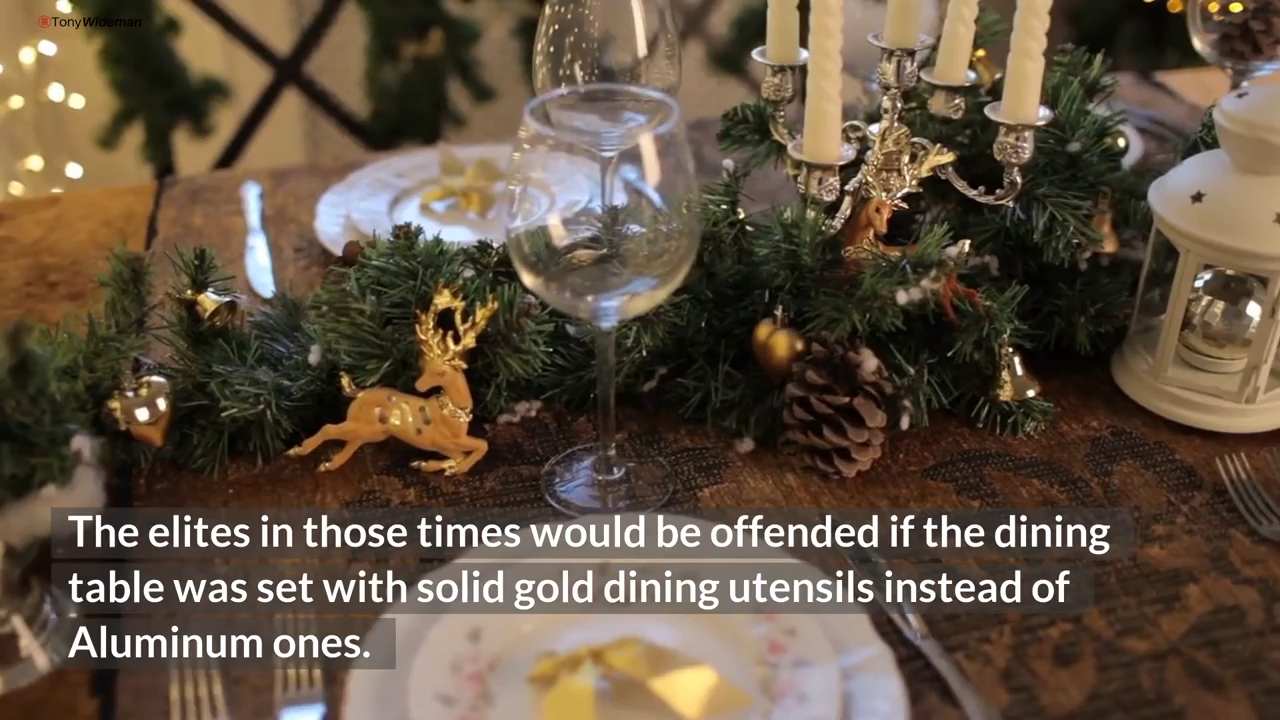 TonyWideman
The elites in those times would be offended if the dining
table was set with solid gold dining utensils instead of
Aluminum ones.